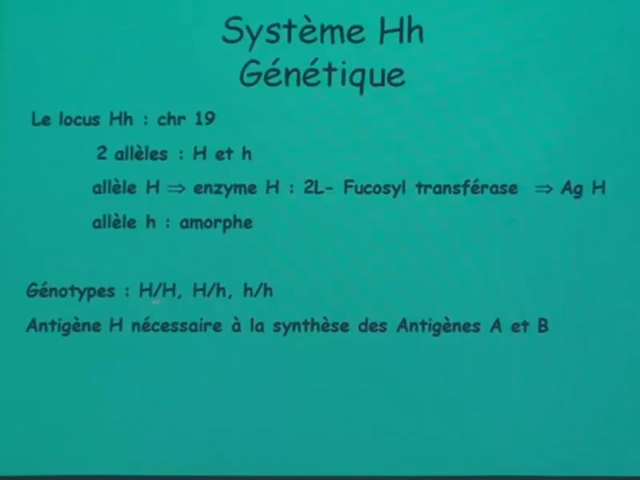 Système Hh
Génétique
Le locus Hh : chr 19
2 allèles : H et h
allèle H ⇒ enzyme H : 2L- Fucosyl transférase ⇒ Ag H
allèle h : amorphe
Génotypes : H/H, H/h, h/h
Antigène H nécessaire à la synthèse des Antigènes A et B